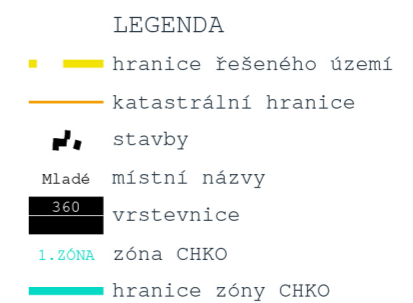 LEGENDA
hranice řešeného území
katastrální hranice
stavby
Mladé místní názvy
360 vrstevnice
1.ZÓNA zóna CHKO
hranice zóny CHKO